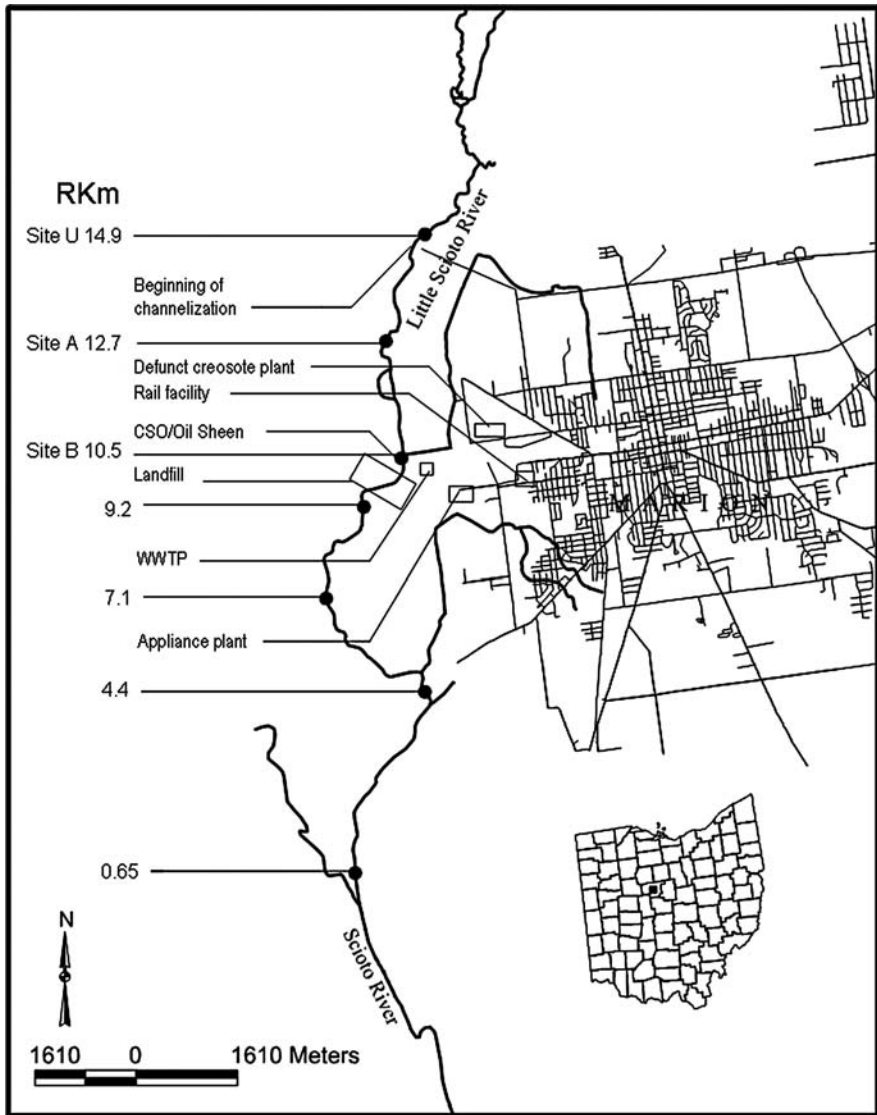 RKm
Site U 14.9
Beginning of
channelization
Little Scioto River
Site A 12.7
Defunct creosote plant
Rail facility
CSO/Oil Sheen
Site B 10.5
Landfill
9.2
MARION
WWTP
7.1
Appliance plant
4.4
0.65
N
Scioto River
1610 0 1610 Meters